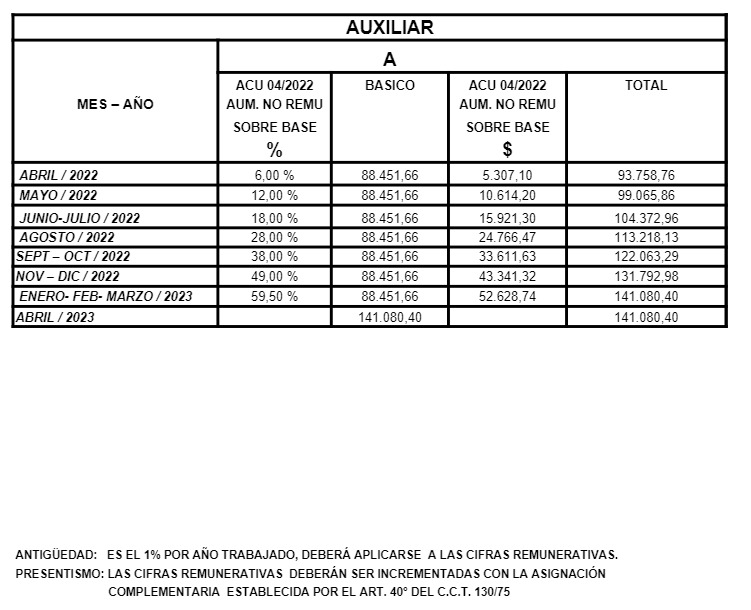 AUXILIAR
A
MES – AÑO
ACU 04/2022
AUM. NO REMU
SOBRE BASE
%
BASICO
ACU 04/2022
AUM. NO REMU
SOBRE BASE
$
TOTAL
ABRIL / 2022 6,00 % 88.451,66 5.307,10 93.758,76
MAYO / 2022 12,00 % 88.451,66 10.614,20 99.065,86
JUNIO-JULIO / 2022 18,00 % 88.451,66 15.921,30 104.372,96
AGOSTO / 2022 28,00 % 88.451,66 24.766,47 113.218,13
SEPT – OCT / 2022 38,00 % 88.451,66 33.611,63 122.063,29
NOV – DIC / 2022 49,00 % 88.451,66 43.341,32 131.792,98
ENERO- FEB- MARZO / 2023 59,50 % 88.451,66 52.628,74 141.080,40
ABRIL / 2023 141.080,40 141.080,40
ANTIGÜEDAD: ES EL 1% POR AÑO TRABAJADO, DEBERÁ APLICARSE A LAS CIFRAS REMUNERATIVAS.
PRESENTISMO: LAS CIFRAS REMUNERATIVAS DEBERÁN SER INCREMENTADAS CON LA ASIGNACIÓN
COMPLEMENTARIA ESTABLECIDA POR EL ART. 40° DEL C.C.T. 130/75